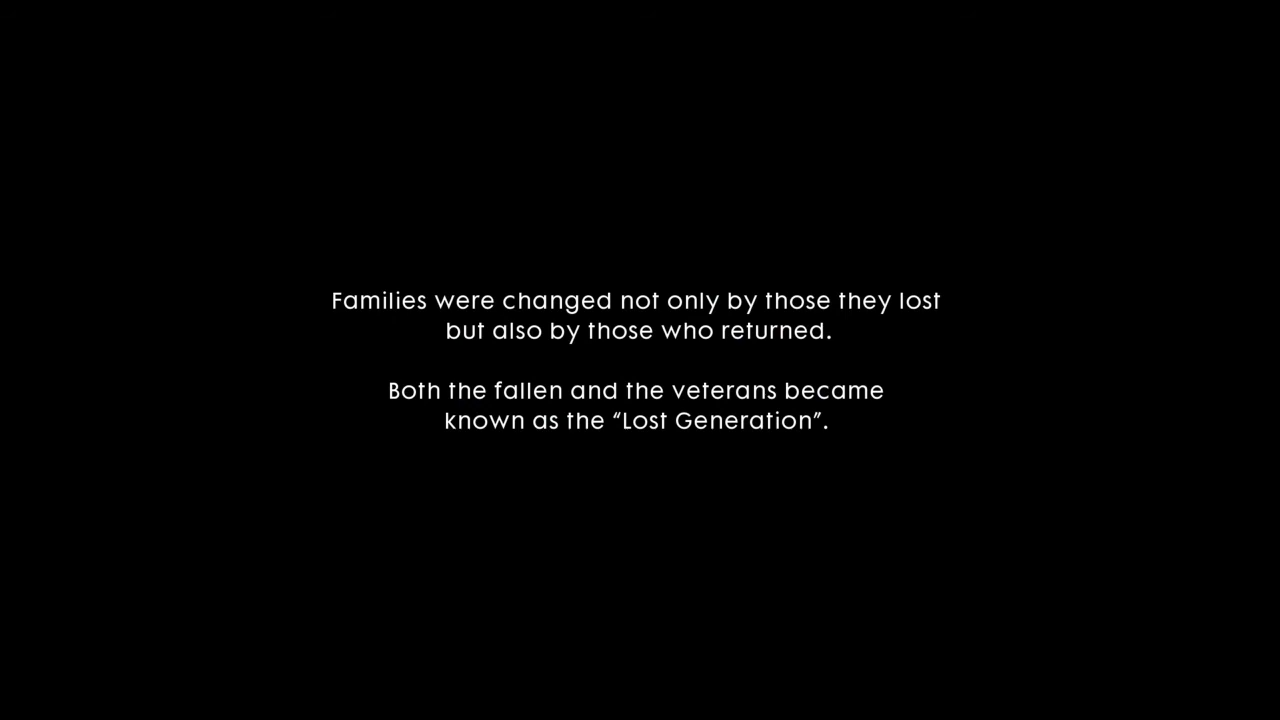 Families were changed not only by those they lost
but also by those who returned.
Both the fallen and the veterans became
known as the “Lost Generation”.